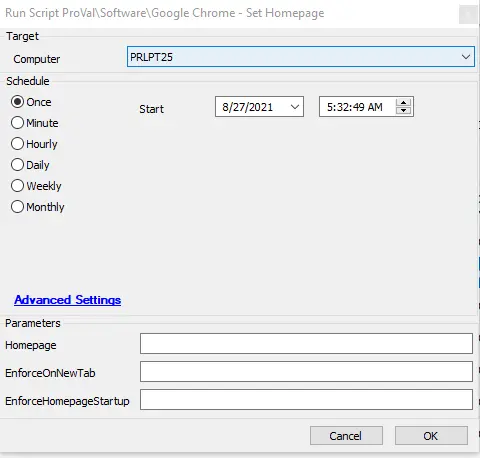 Run Script ProVal\Software\Google Chrome - Set Homepage
Target
Computer PRLPT25
Schedule
Once Start 8/27/2021 5:32:49 AM
Minute
Hourly
Daily
Weekly
Monthly
Advanced Settings
Parameters
Homepage
EnforceOnNewTab
EnforceHomepageStartup
Cancel OK